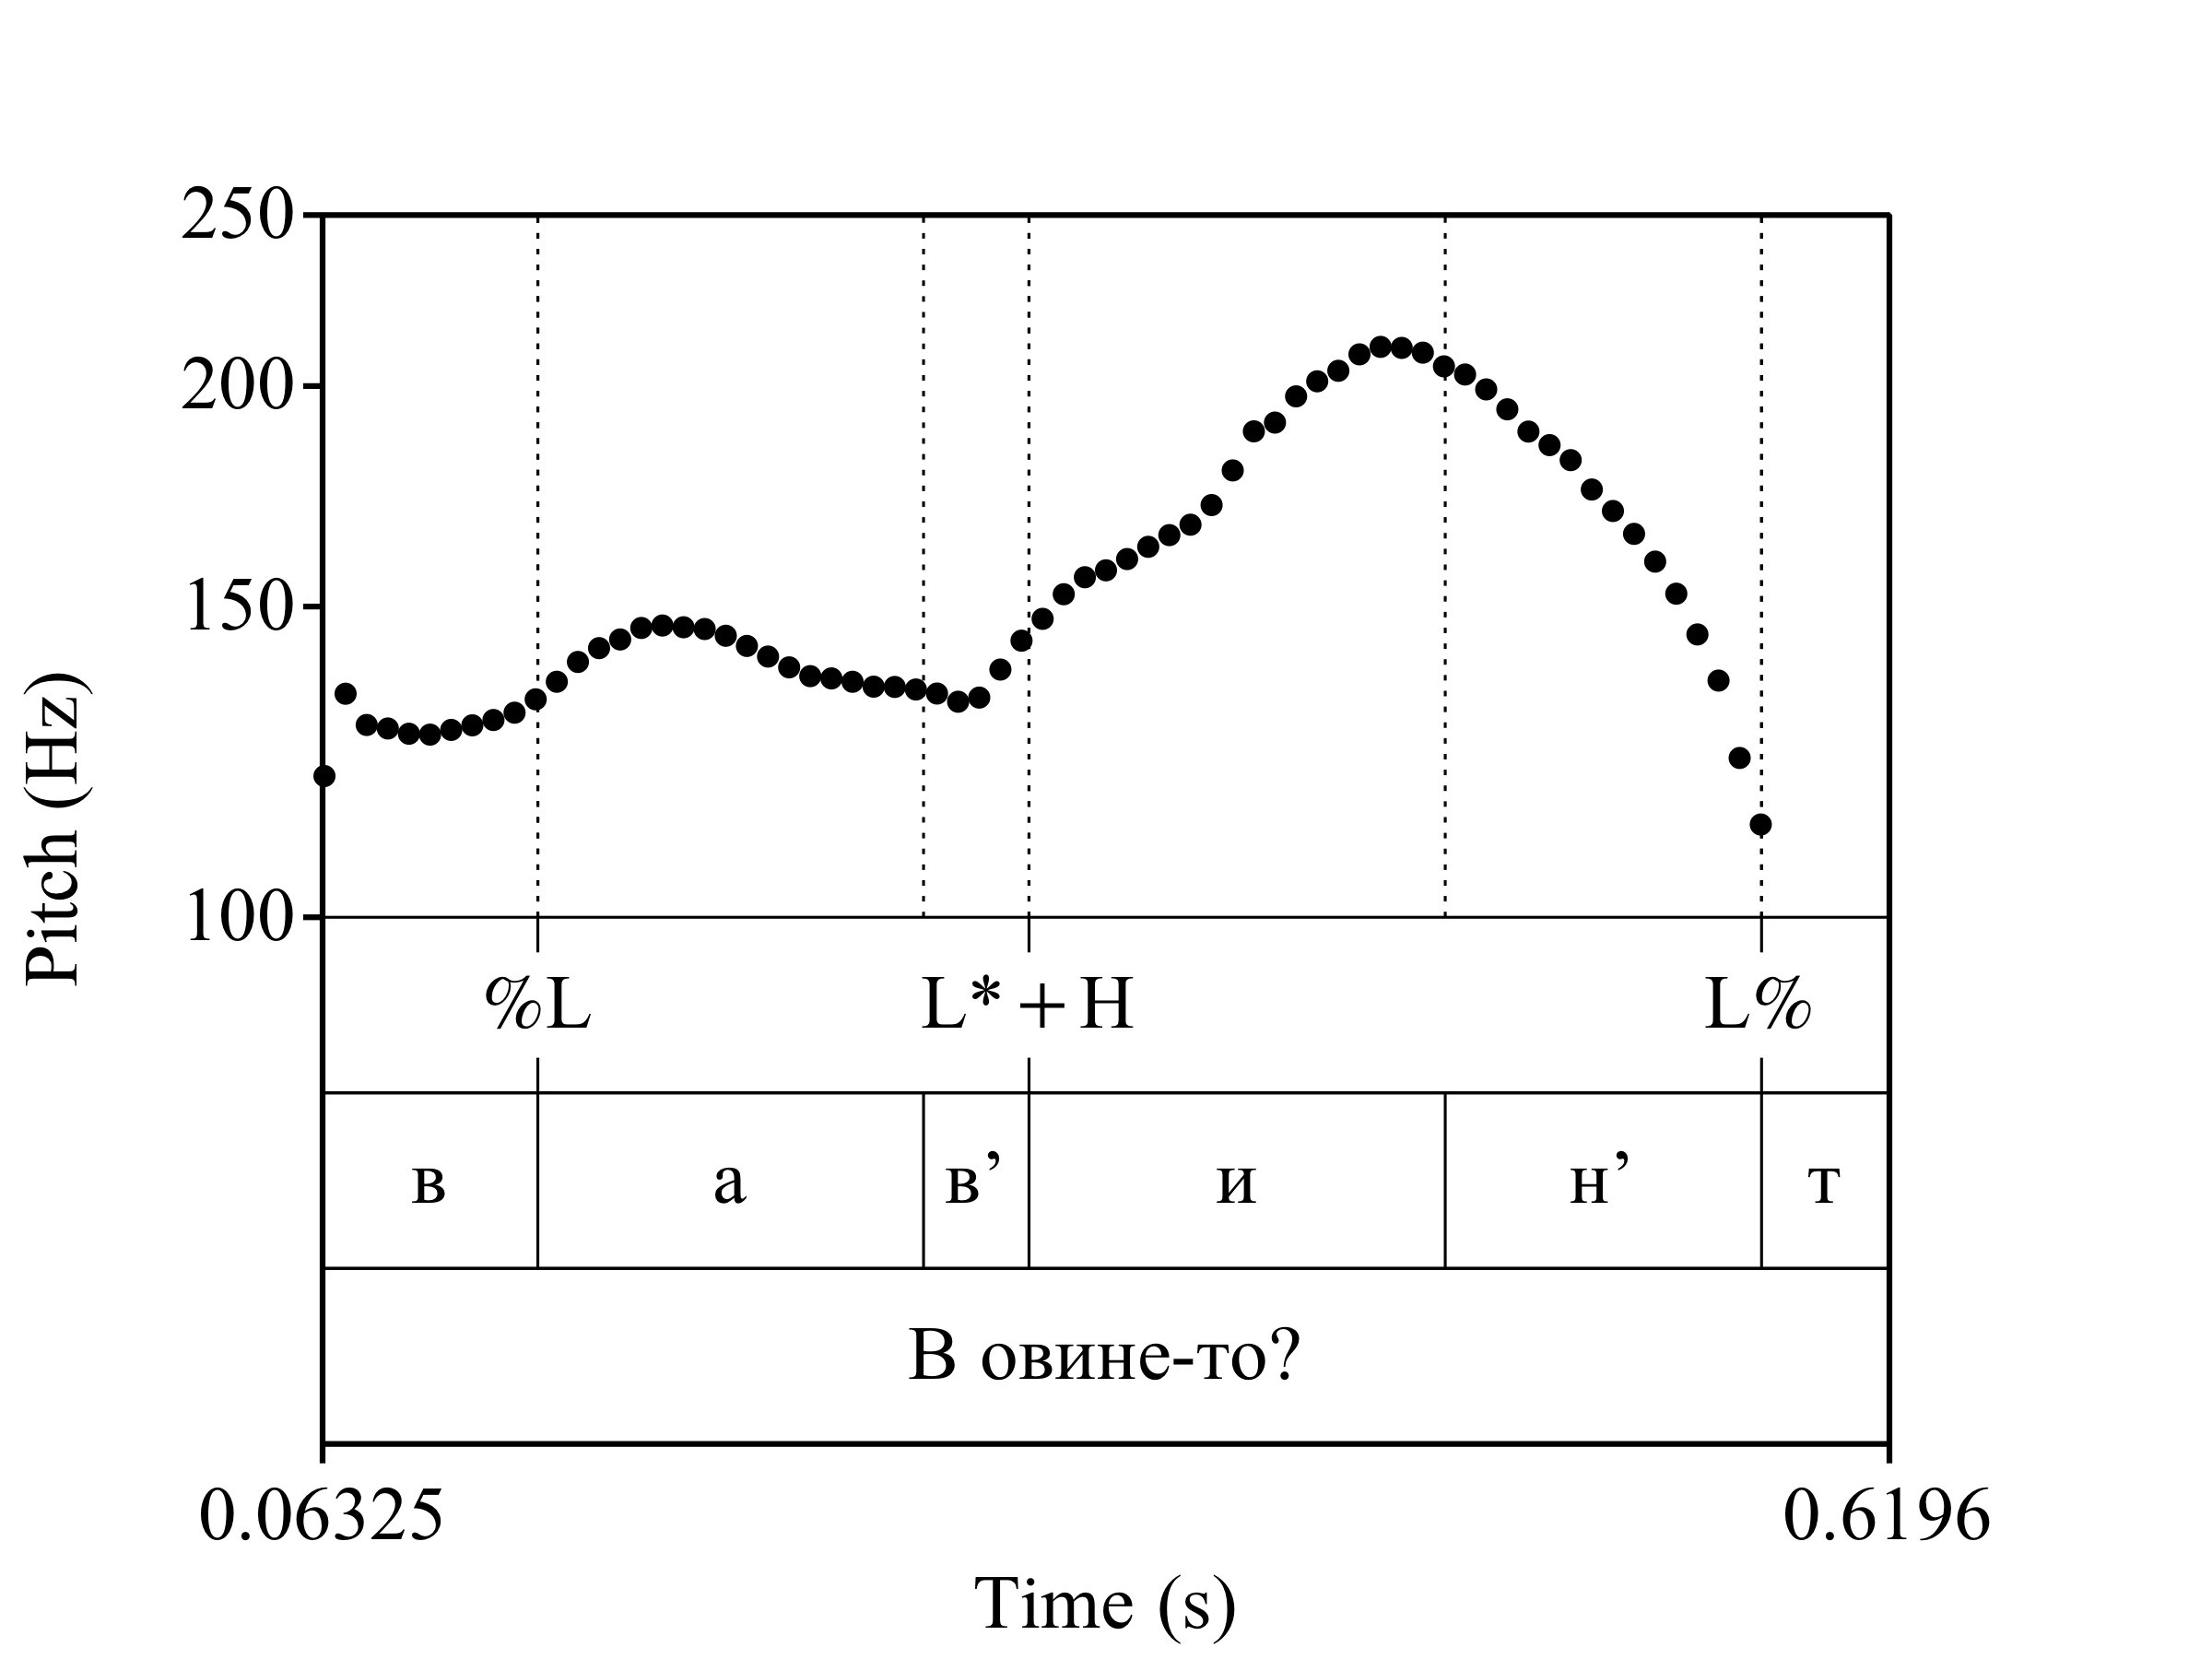 250
200
150
100
Pitch (Hz)
%L L*+H L%
в а в’ и н’ т
В овине-то?
0.06325 0.6196
Time (s)